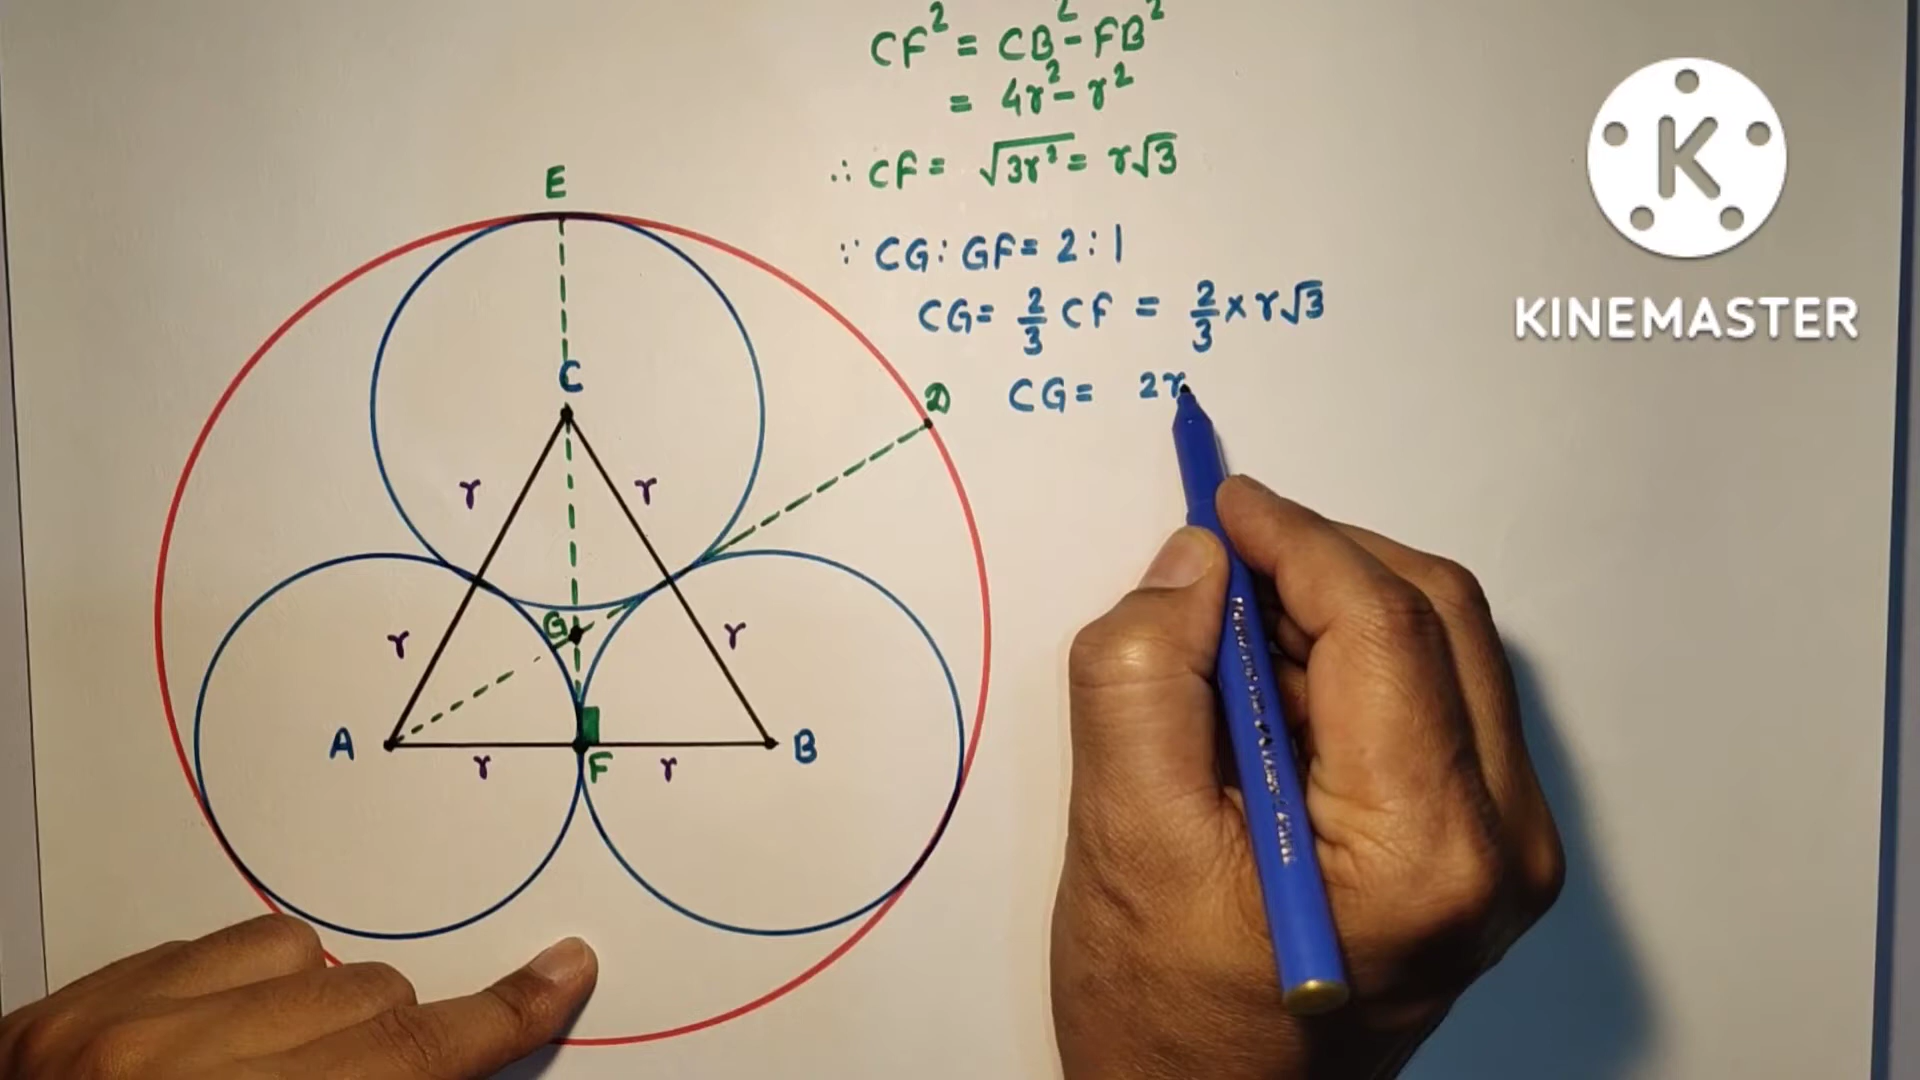 CF² = CB² - FB²
= 4r² - r²
∴ CF = √3r² = r√3
∵ CG : GF = 2 : 1
CG = 2/3 CF = 2/3 × r√3
CG = 2r
E
C
D
r r
G
r r
A B
F
r r
K
KINEMASTER